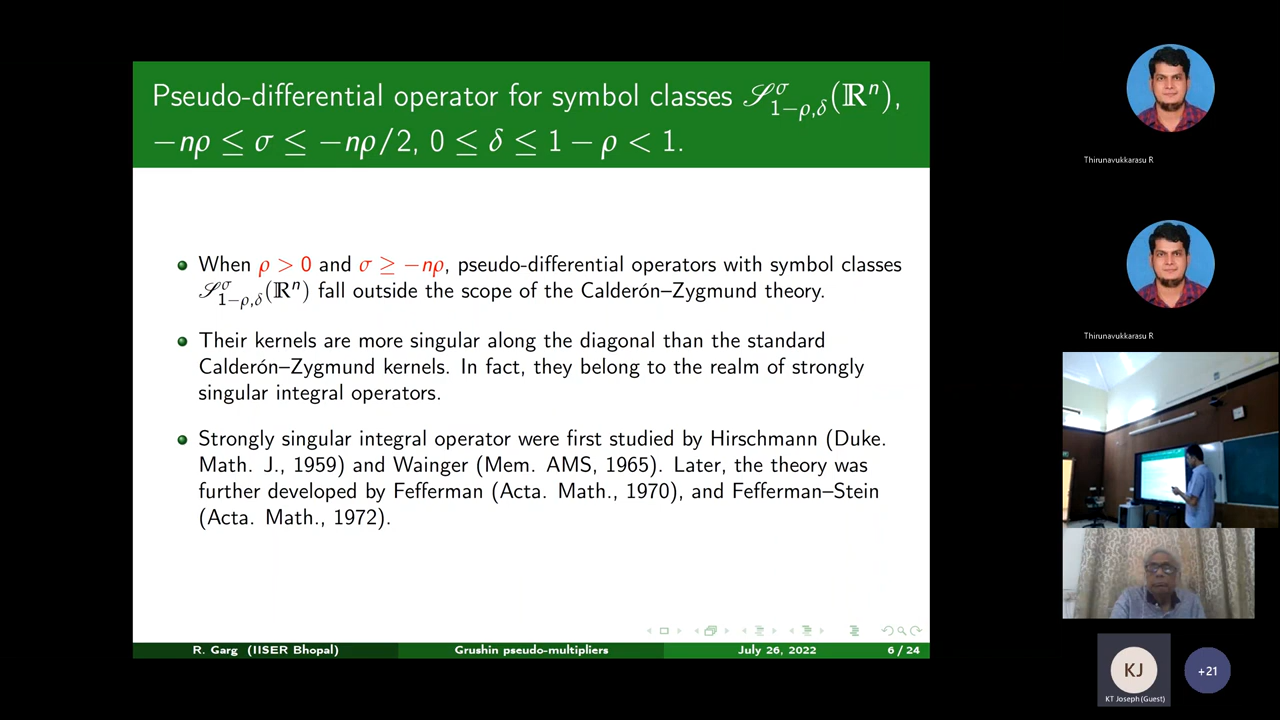 Pseudo-differential operator for symbol classes 𝒮^σ_{1−ρ,δ}(ℝ^n),
−nρ ≤ σ ≤ −nρ/2, 0 ≤ δ ≤ 1 − ρ < 1.
When ρ > 0 and σ ≥ −nρ, pseudo-differential operators with symbol classes
𝒮^σ_{1−ρ,δ}(ℝ^n) fall outside the scope of the Calderón–Zygmund theory.
Their kernels are more singular along the diagonal than the standard
Calderón–Zygmund kernels. In fact, they belong to the realm of strongly
singular integral operators.
Strongly singular integral operator were first studied by Hirschmann (Duke.
Math. J., 1959) and Wainger (Mem. AMS, 1965). Later, the theory was
further developed by Fefferman (Acta. Math., 1970), and Fefferman–Stein
(Acta. Math., 1972).
R. Garg (IISER Bhopal) Grushin pseudo-multipliers July 26, 2022 6 / 24
Thirunavukkarasu R
Thirunavukkarasu R
KJ
+21
KT Joseph (Guest)